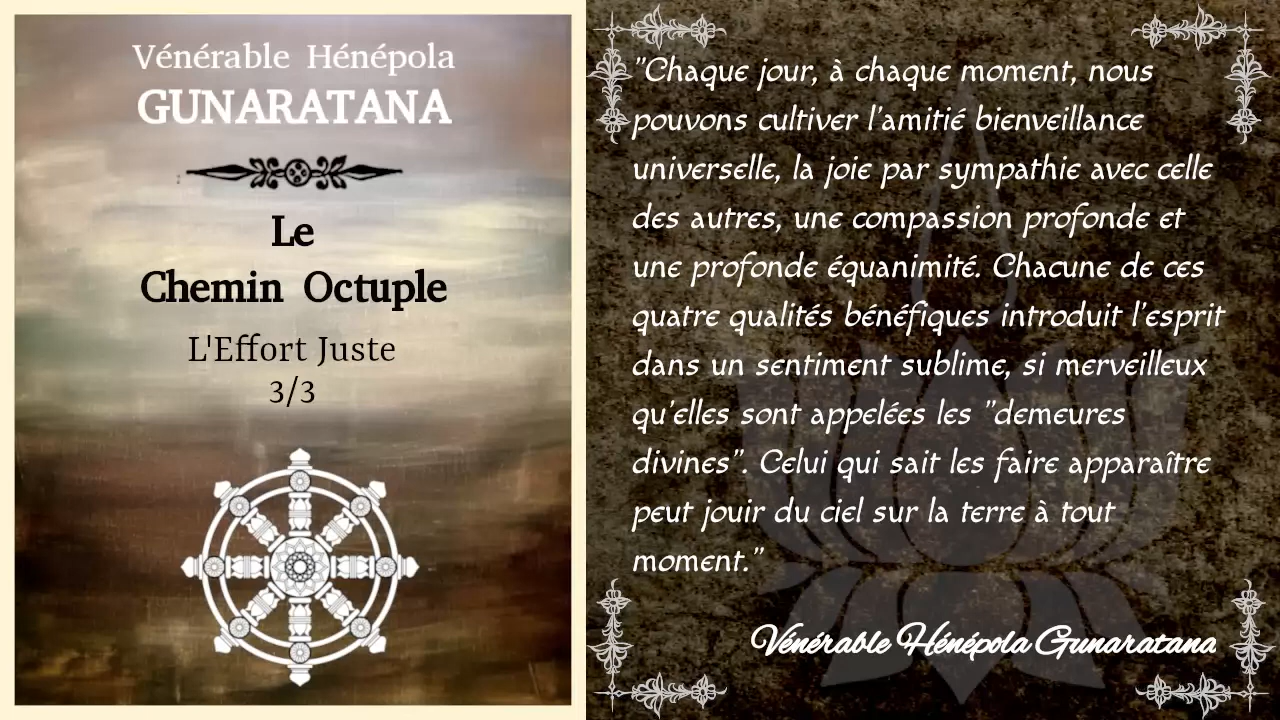 Vénérable Hénépola
GUNARATANA
Le
Chemin Octuple
L'Effort Juste
3/3
"Chaque jour, à chaque moment, nous
pouvons cultiver l'amitié bienveillance
universelle, la joie par sympathie avec celle
des autres, une compassion profonde et
une profonde équanimité. Chacune de ces
quatre qualités bénéfiques introduit l'esprit
dans un sentiment sublime, si merveilleux
qu'elles sont appelées les "demeures
divines". Celui qui sait les faire apparaître
peut jouir du ciel sur la terre à tout
moment."
Vénérable Hénépola Gunaratana